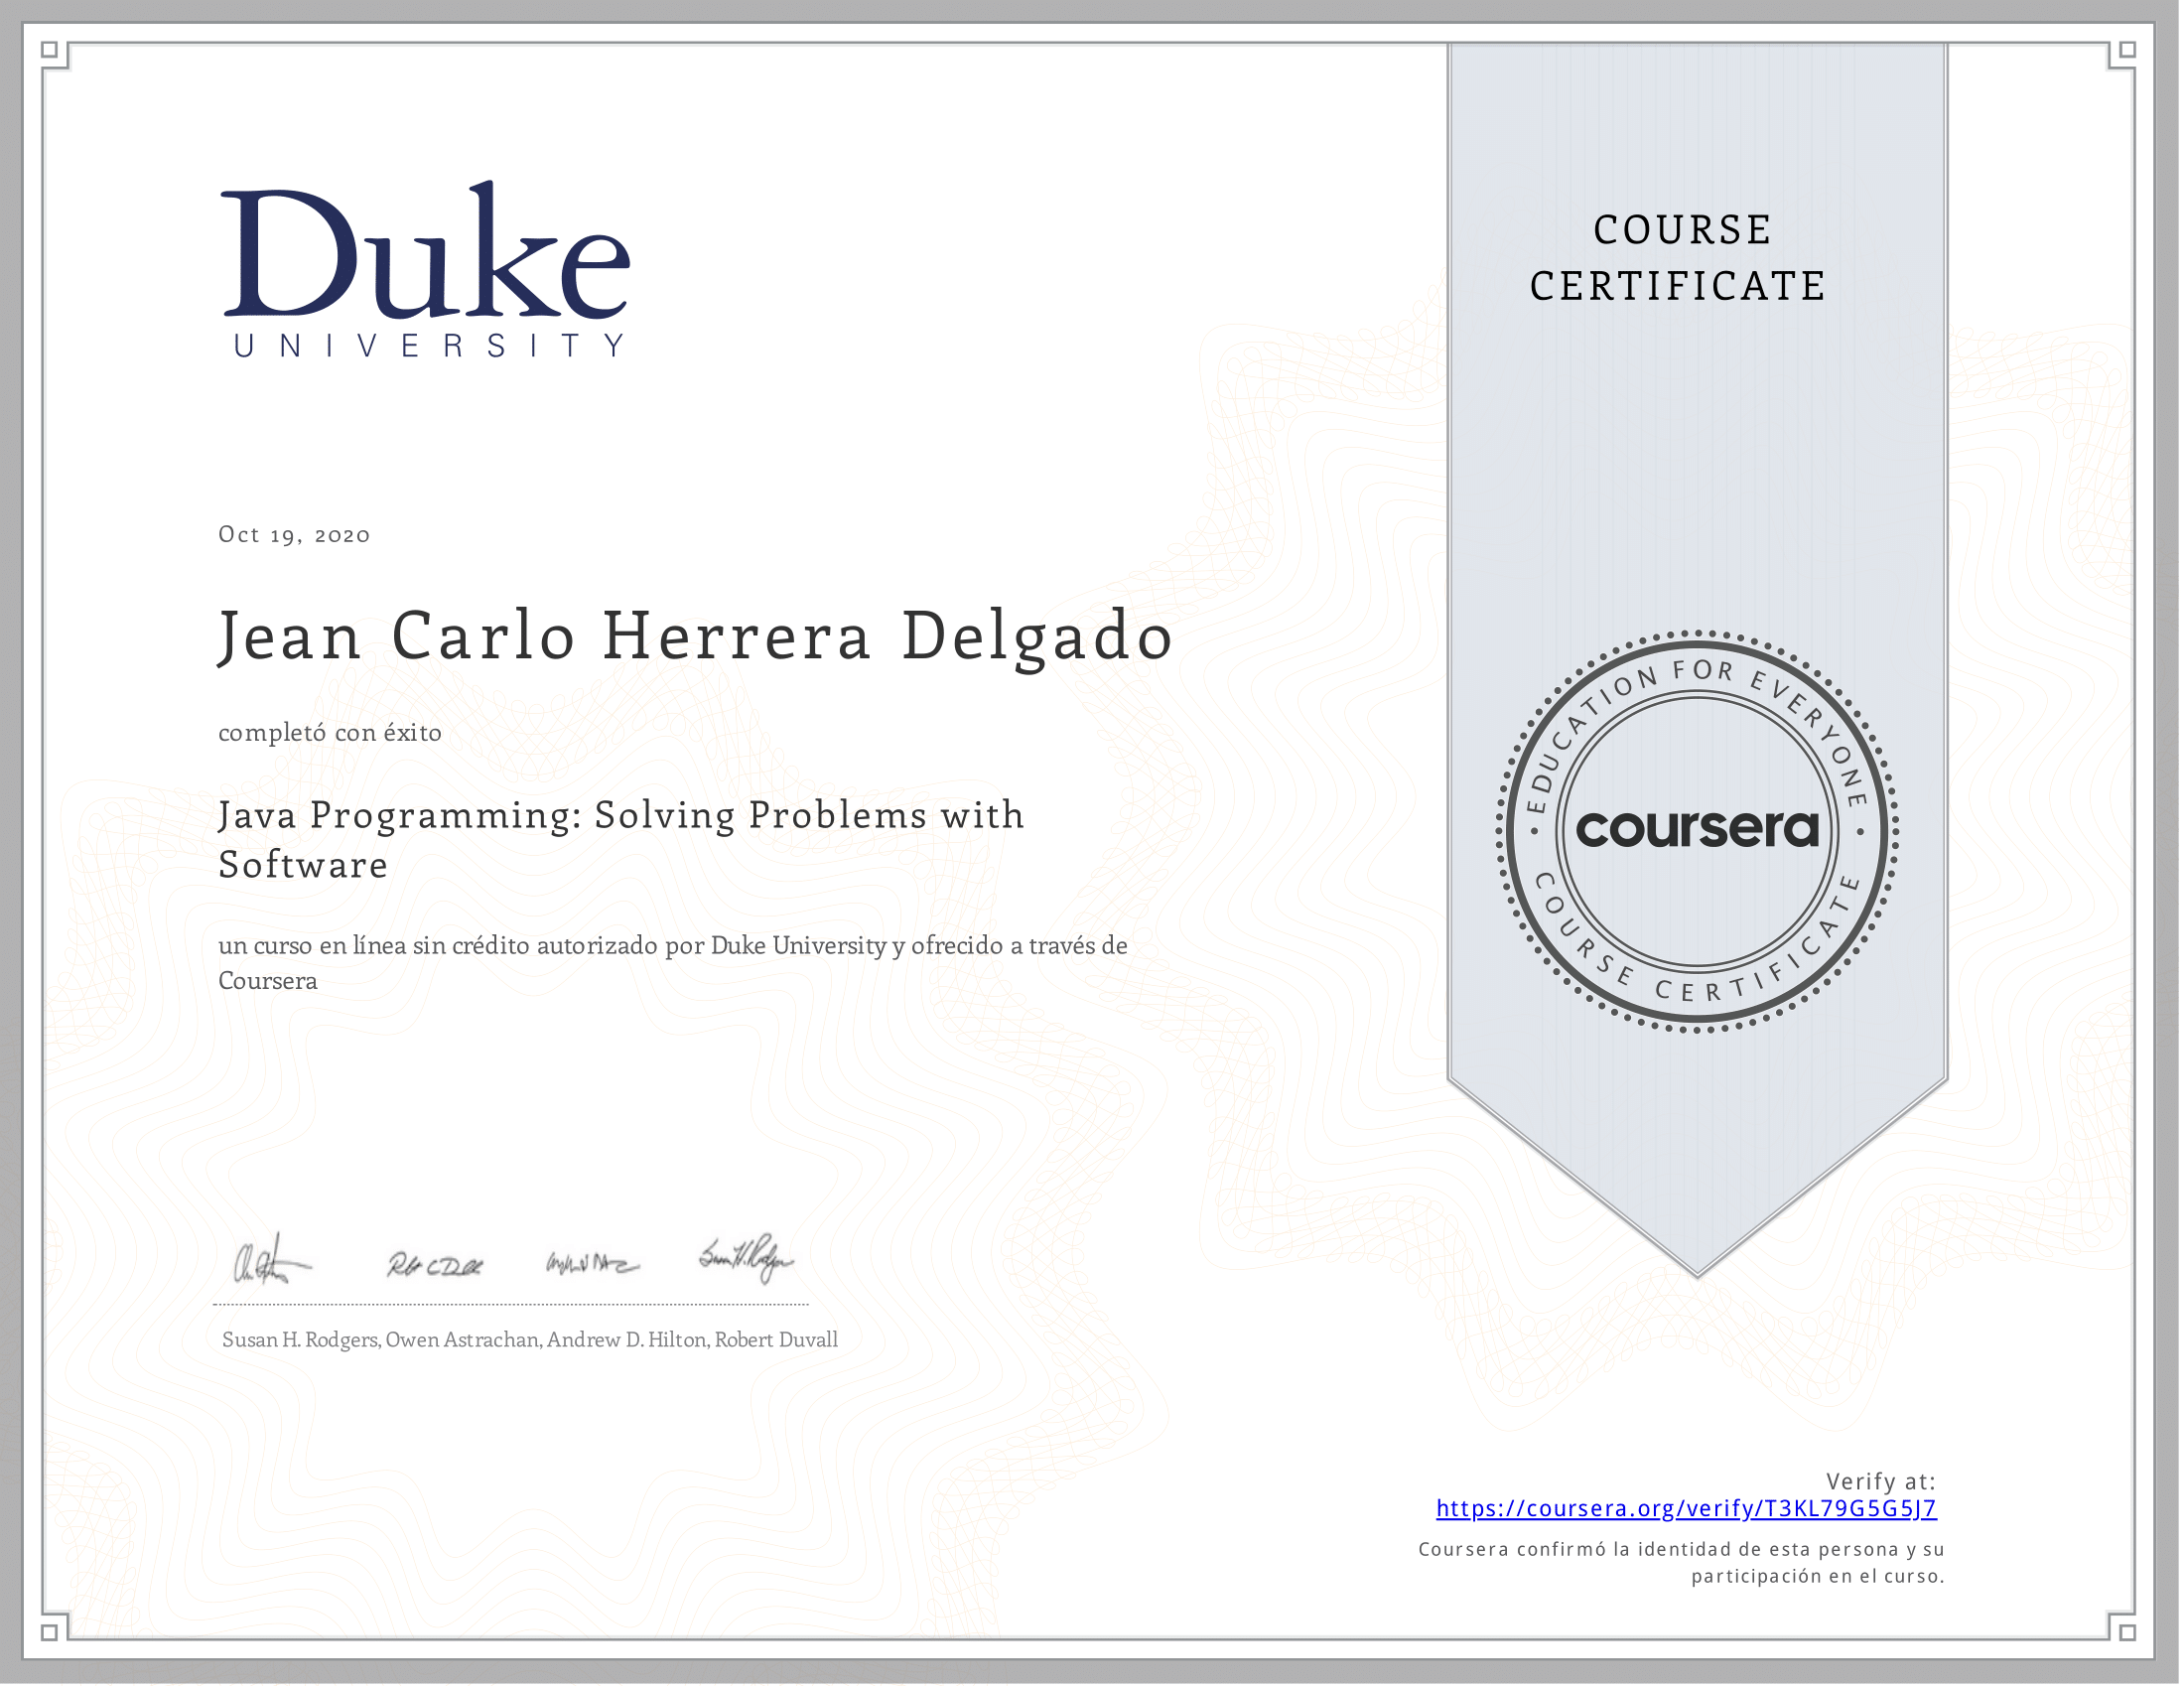 Duke
UNIVERSITY
COURSE
CERTIFICATE
Oct 19, 2020
Jean Carlo Herrera Delgado
completó con éxito
Java Programming: Solving Problems with
Software
un curso en línea sin crédito autorizado por Duke University y ofrecido a través de
Coursera
EDUCATION FOR EVERYONE
coursera
COURSE CERTIFICATE
Susan H. Rodgers, Owen Astrachan, Andrew D. Hilton, Robert Duvall
Verify at:
https://coursera.org/verify/T3KL79G5G5J7
Coursera confirmó la identidad de esta persona y su
participación en el curso.